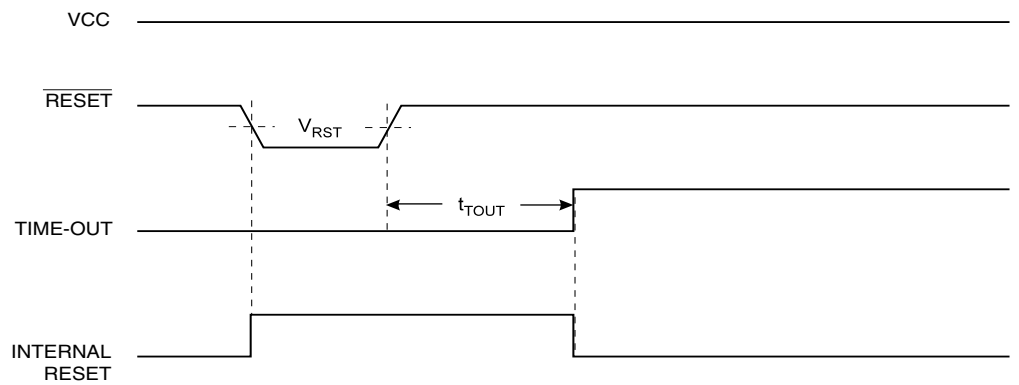 VCC
RESET
VRST
tTOUT
TIME-OUT
INTERNAL
RESET